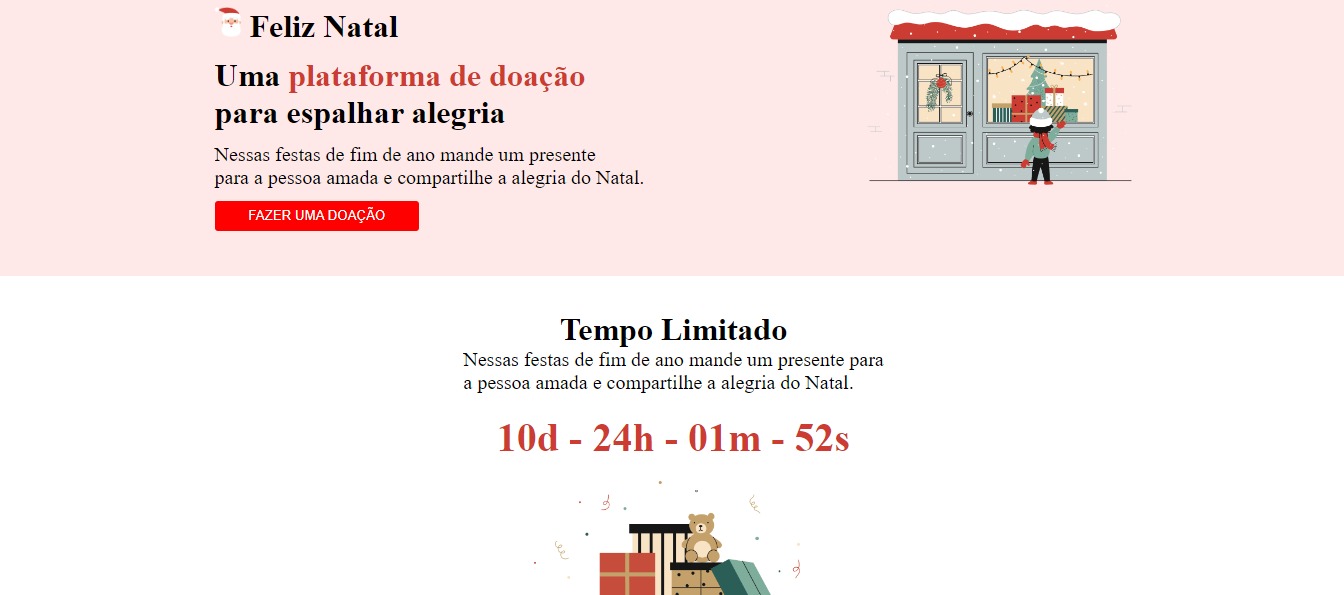 Feliz Natal
Uma plataforma de doação
para espalhar alegria
Nessas festas de fim de ano mande um presente
para a pessoa amada e compartilhe a alegria do Natal.
FAZER UMA DOAÇÃO
Tempo Limitado
Nessas festas de fim de ano mande um presente para
a pessoa amada e compartilhe a alegria do Natal.
10d - 24h - 01m - 52s